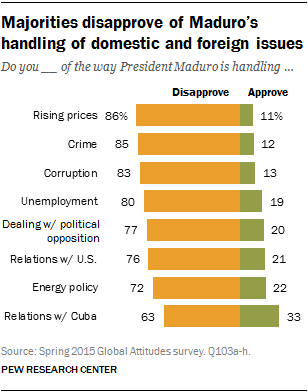 Majorities disapprove of Maduro's
handling of domestic and foreign issues
Do you __ of the way President Maduro is handling ...
Disapprove Approve
Rising prices 86% 11%
Crime 85 12
Corruption 83 13
Unemployment 80 19
Dealing w/ political
opposition 77 20
Relations w/ U.S. 76 21
Energy policy 72 22
Relations w/ Cuba 63 33
Source: Spring 2015 Global Attitudes survey. Q103a-h.
PEW RESEARCH CENTER